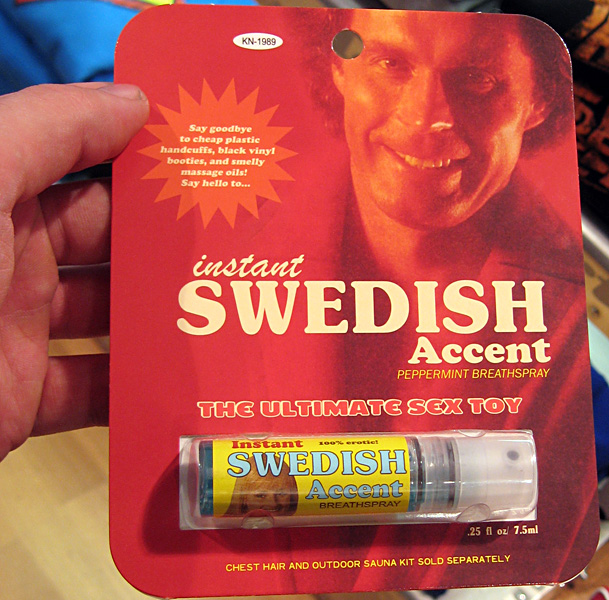 KN-1989
Say goodbye
to cheap plastic
handcuffs, black vinyl
booties, and smelly
massage oils!
Say hello to...
instant
SWEDISH
Accent
PEPPERMINT BREATHSPRAY
THE ULTIMATE SEX TOY
Instant 100% erotic!
SWEDISH
Accent
BREATHSPRAY
.25 fl oz/ 7.5ml
CHEST HAIR AND OUTDOOR SAUNA KIT SOLD SEPARATELY